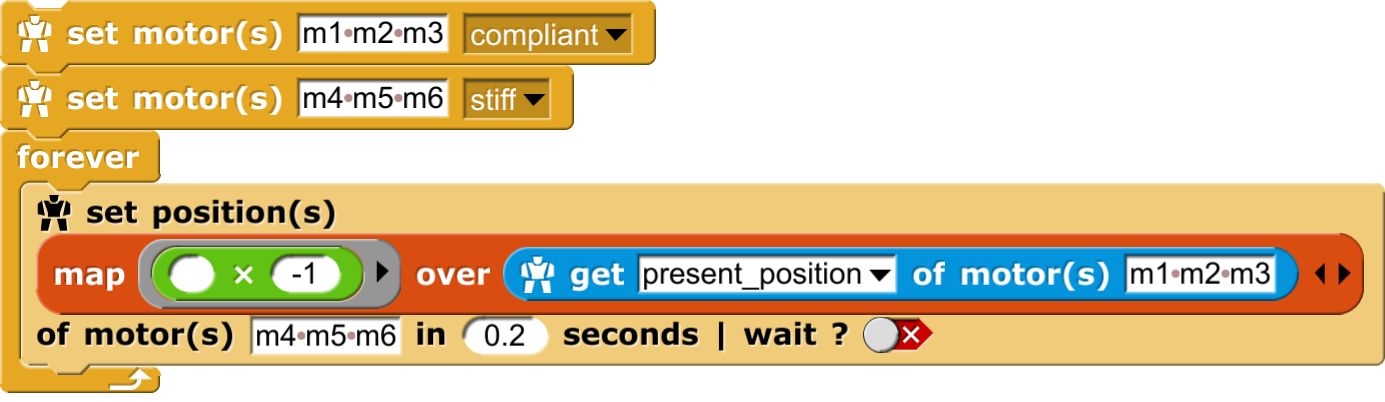 set motor(s) m1•m2•m3 compliant
set motor(s) m4•m5•m6 stiff
forever
set position(s)
map × -1 over get present_position of motor(s) m1•m2•m3
of motor(s) m4•m5•m6 in 0.2 seconds | wait ?